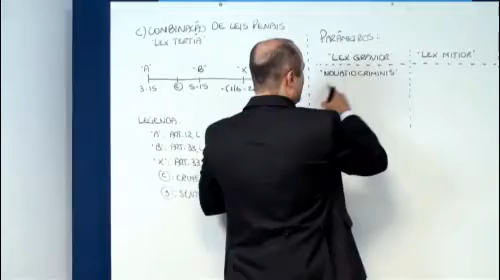 C) COMBINAÇÃO DE LEIS PENAIS
"LEX TERTIA"
"A" "B" "X"
3-15 C 5-15
LEGENDA:
"A": ART. 12, L
"B": ART. 33, L
"X": ART. 33
C:
S: SENT
PARÂMETROS:
"LEX GRAVIOR" "LEX MITIOR"
"NOVATIO CRIMINIS"